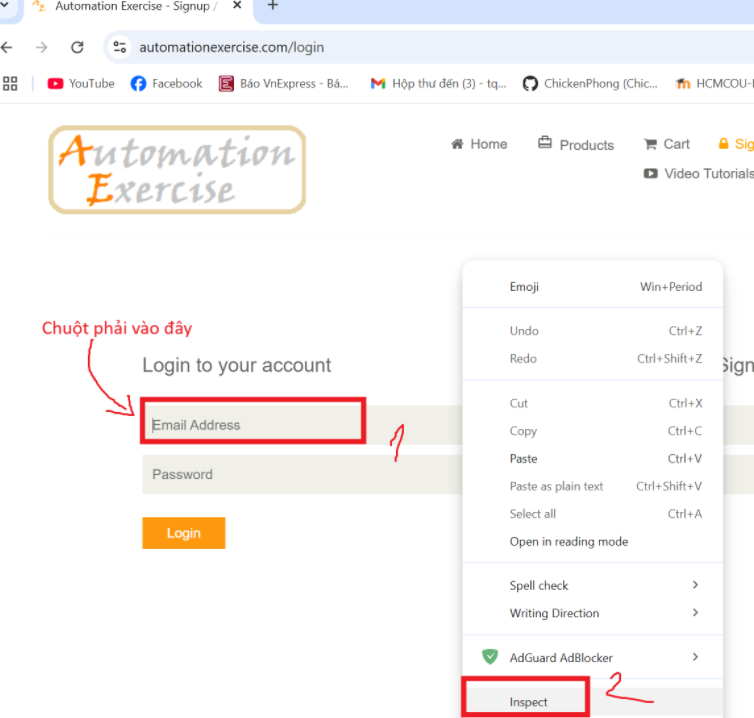 Automation Exercise - Signup /
automationexercise.com/login
YouTube Facebook Báo VnExpress - Bá... Hộp thư đến (3) - tq... ChickenPhong (Chic... HCMCOU-
Automation
Exercise
Home Products Cart Sig
Video Tutorials
Emoji Win+Period
Undo Ctrl+Z
Redo Ctrl+Shift+Z
Cut Ctrl+X
Copy Ctrl+C
Paste Ctrl+V
Paste as plain text Ctrl+Shift+V
Select all Ctrl+A
Open in reading mode
Spell check
Writing Direction
AdGuard AdBlocker
Inspect
2
Chuột phải vào đây
Login to your account
Sign
Email Address
1
Password
Login